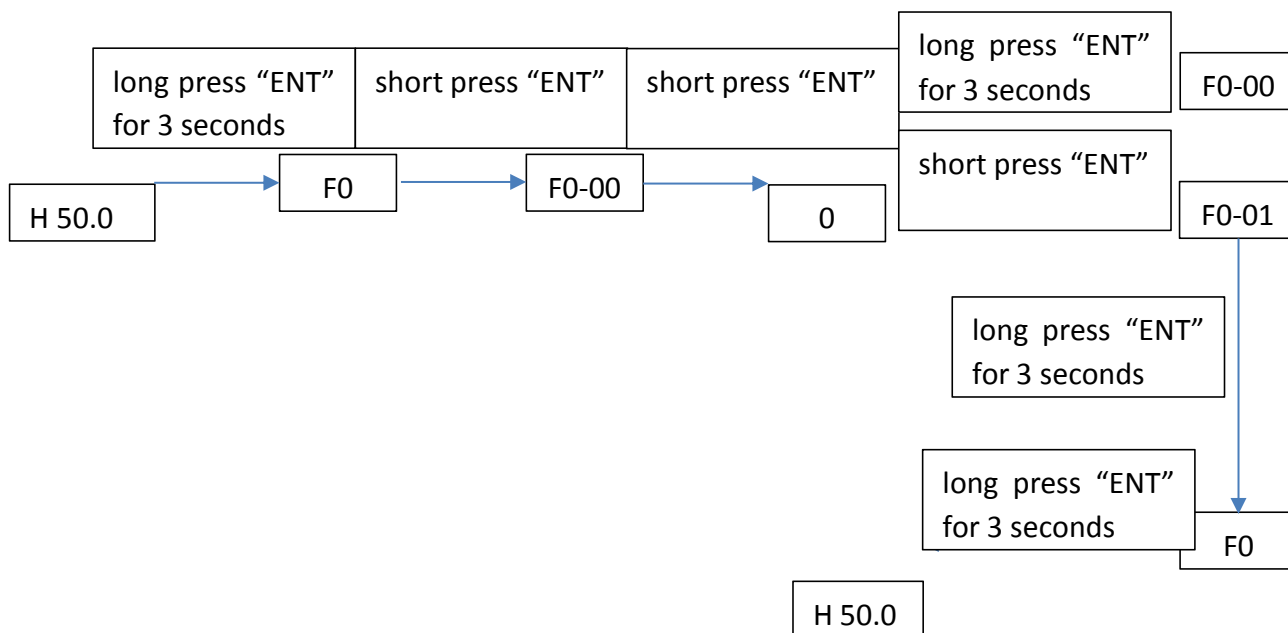 long press “ENT”
for 3 seconds
short press “ENT”
short press “ENT”
long press “ENT”
for 3 seconds
F0-00
short press “ENT”
H 50.0
F0
F0-00
0
F0-01
long press “ENT”
for 3 seconds
long press “ENT”
for 3 seconds
F0
H 50.0